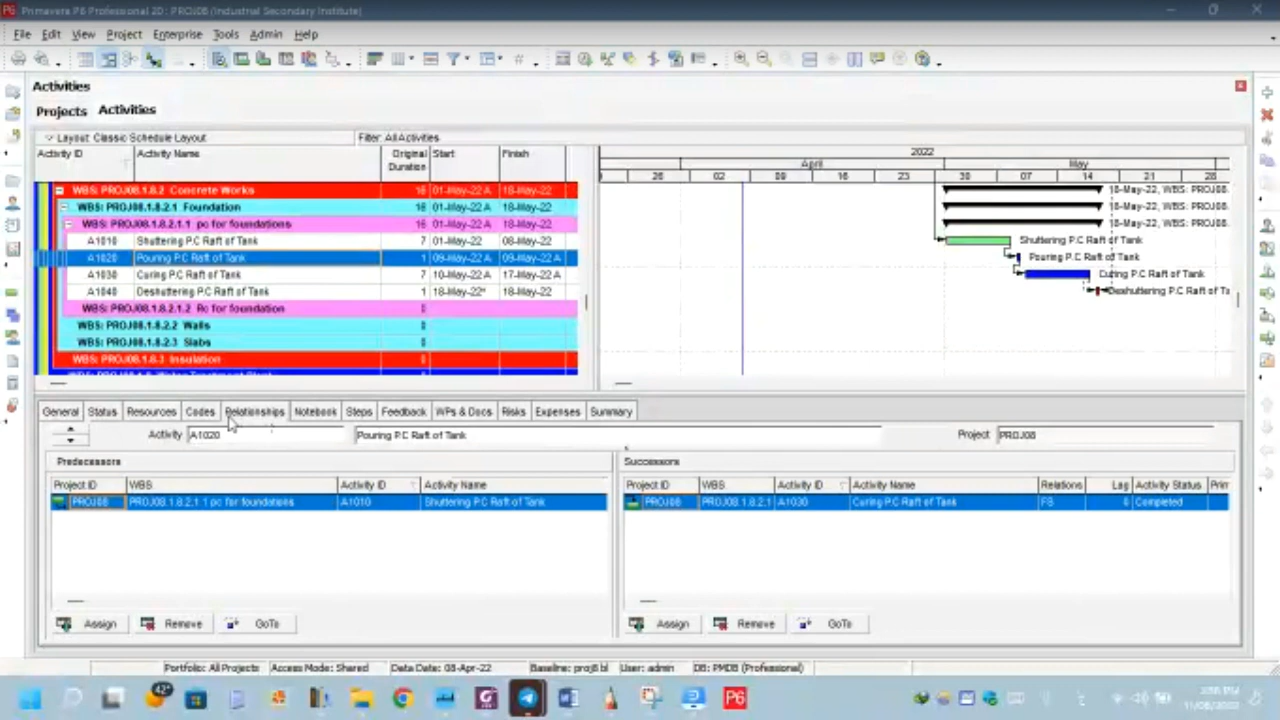 Primavera P6 Professional 20 : PROJ08 (Industrial Secondary Institute)
File Edit View Project Enterprise Tools Admin Help
Activities
Projects Activities
Layout: Classic Schedule Layout Filter: All Activities
Activity ID Activity Name Original Duration Start Finish
2022
April May
26 02 09 16 23 30 07 14 21 28
WBS: PROJ08.1.8.2 Concrete Works 16 01-May-22 A 18-May-22
18-May-22, WBS: PROJ08.
WBS: PROJ08.1.8.2.1 Foundation 16 01-May-22 A 18-May-22
18-May-22, WBS: PROJ08.
WBS: PROJ08.1.8.2.1.1 pc for foundations 16 01-May-22 A 18-May-22
18-May-22, WBS: PROJ08.
A1010 Shuttering P.C Raft of Tank 7 01-May-22 08-May-22
Shuttering P.C Raft of Tank
A1020 Pouring P.C Raft of Tank 1 09-May-22 A 09-May-22 A
Pouring P.C Raft of Tank
A1030 Curing P.C Raft of Tank 7 10-May-22 A 17-May-22 A
Curing P.C Raft of Tank
A1040 Deshuttering P.C Raft of Tank 1 18-May-22* 18-May-22
Deshuttering P.C Raft of Ta
WBS: PROJ08.1.8.2.1.2 Rc for foundation 0
WBS: PROJ08.1.8.2.2 Walls 0
WBS: PROJ08.1.8.2.3 Slabs 0
WBS: PROJ08.1.8.3 Insulation 0
General Status Resources Codes Relationships Notebook Steps Feedback WPs & Docs Risks Expenses Summary
Activity A1020 Pouring P.C Raft of Tank Project PROJ08
Predecessors Successors
Project ID WBS Activity ID Activity Name
Project ID WBS Activity ID Activity Name Relations Lag Activity Status Prim
PROJ08 PROJ08.1.8.2.1.1 pc for foundations A1010 Shuttering P.C Raft of Tank
PROJ08 PROJ08.1.8.2.1 A1030 Curing P.C Raft of Tank FS 0 Completed
Assign Remove GoTo
Assign Remove GoTo
Portfolio: All Projects Access Mode: Shared Data Date: 08-Apr-22 Baseline: proj8 bl User: admin DB: PMDB (Professional)
42°
P6